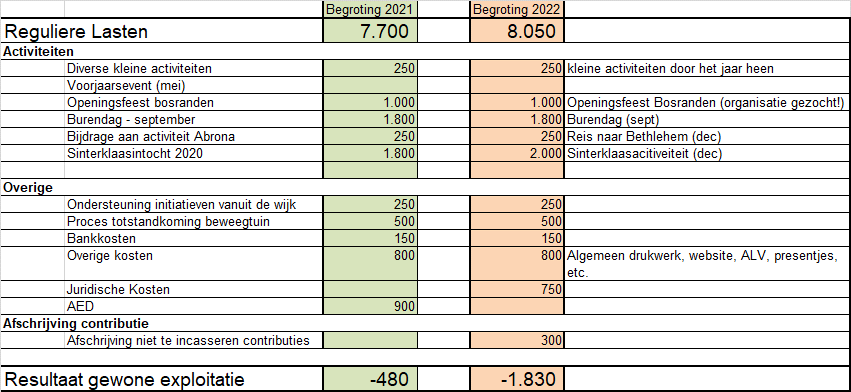 Begroting 2021 Begroting 2022
Reguliere Lasten 7.700 8.050
Activiteiten
Diverse kleine activiteiten 250 250 kleine activiteiten door het jaar heen
Voorjaarsevent (mei)
Openingsfeest bosranden 1.000 1.000 Openingsfeest Bosranden (organisatie gezocht!)
Burendag - september 1.800 1.800 Burendag (sept)
Bijdrage aan activiteit Abrona 250 250 Reis naar Bethlehem (dec)
Sinterklaasintocht 2020 1.800 2.000 Sinterklaasacitiveiteit (dec)
Overige
Ondersteuning initiatieven vanuit de wijk 250 250
Proces totstandkoming beweegtuin 500 500
Bankkosten 150 150
Overige kosten 800 800 Algemeen drukwerk, website, ALV, presentjes,
etc.
Juridische Kosten 750
AED 900
Afschrijving contributie
Afschrijving niet te incasseren contributies 300
Resultaat gewone exploitatie -480 -1.830